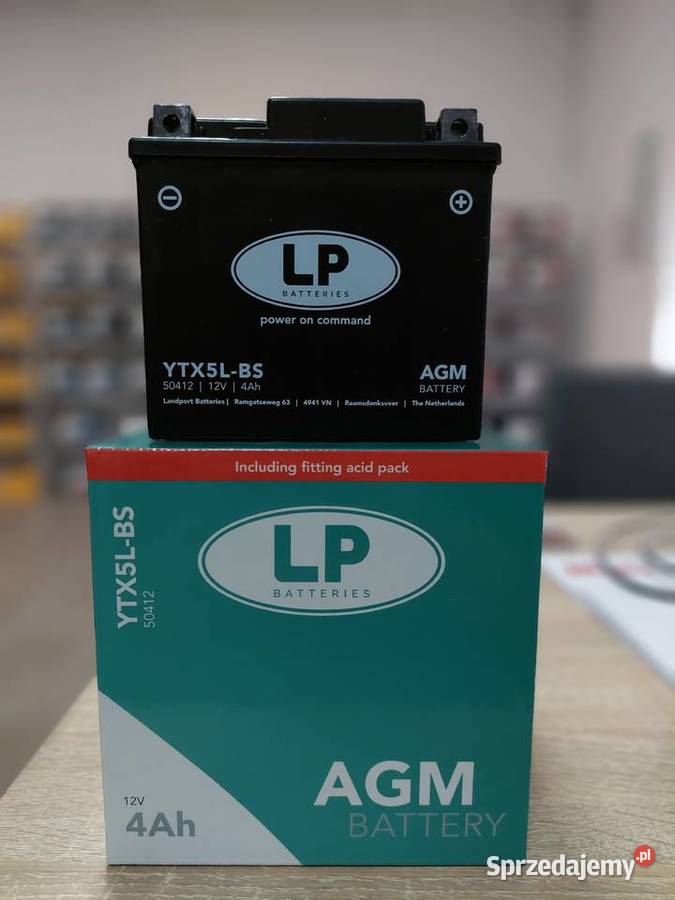 LP
BATTERIES
power on command
YTX5L-BS
50412 | 12V | 4Ah
AGM
BATTERY
Landport Batteries | Ramgatseweg 63 | 4941 VN | Raamsdonksveer | The Netherlands
Including fitting acid pack
YTX5L-BS
50412
LP
BATTERIES
12V
4Ah
AGM
BATTERY
Sprzedajemy.pl